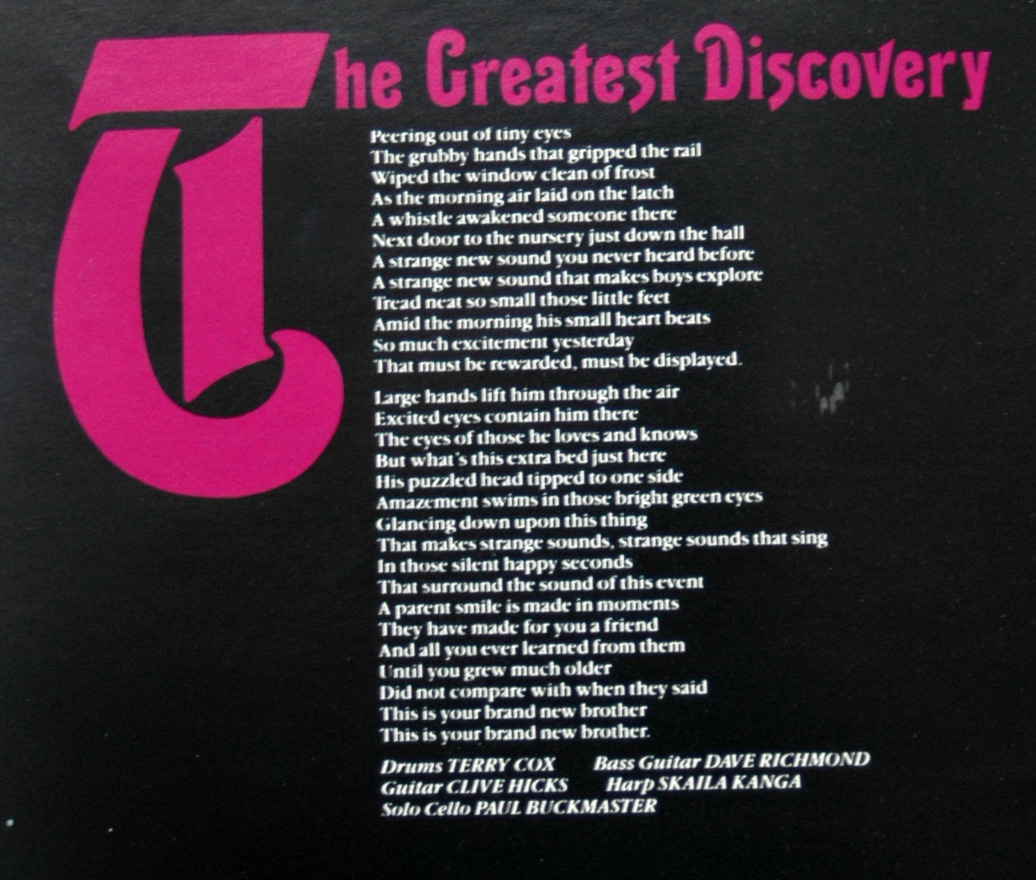 The Greatest Discovery
Peering out of tiny eyes
The grubby hands that gripped the rail
Wiped the window clean of frost
As the morning air laid on the latch
A whistle awakened someone there
Next door to the nursery just down the hall
A strange new sound you never heard before
A strange new sound that makes boys explore
Tread neat so small those little feet
Amid the morning his small heart beats
So much excitement yesterday
That must be rewarded, must be displayed.
Large hands lift him through the air
Excited eyes contain him there
The eyes of those he loves and knows
But what's this extra bed just here
His puzzled head tipped to one side
Amazement swims in those bright green eyes
Glancing down upon this thing
That makes strange sounds, strange sounds that sing
In those silent happy seconds
That surround the sound of this event
A parent smile is made in moments
They have made for you a friend
And all you ever learned from them
Until you grew much older
Did not compare with when they said
This is your brand new brother
This is your brand new brother.
Drums TERRY COX Bass Guitar DAVE RICHMOND
Guitar CLIVE HICKS Harp SKAILA KANGA
Solo Cello PAUL BUCKMASTER